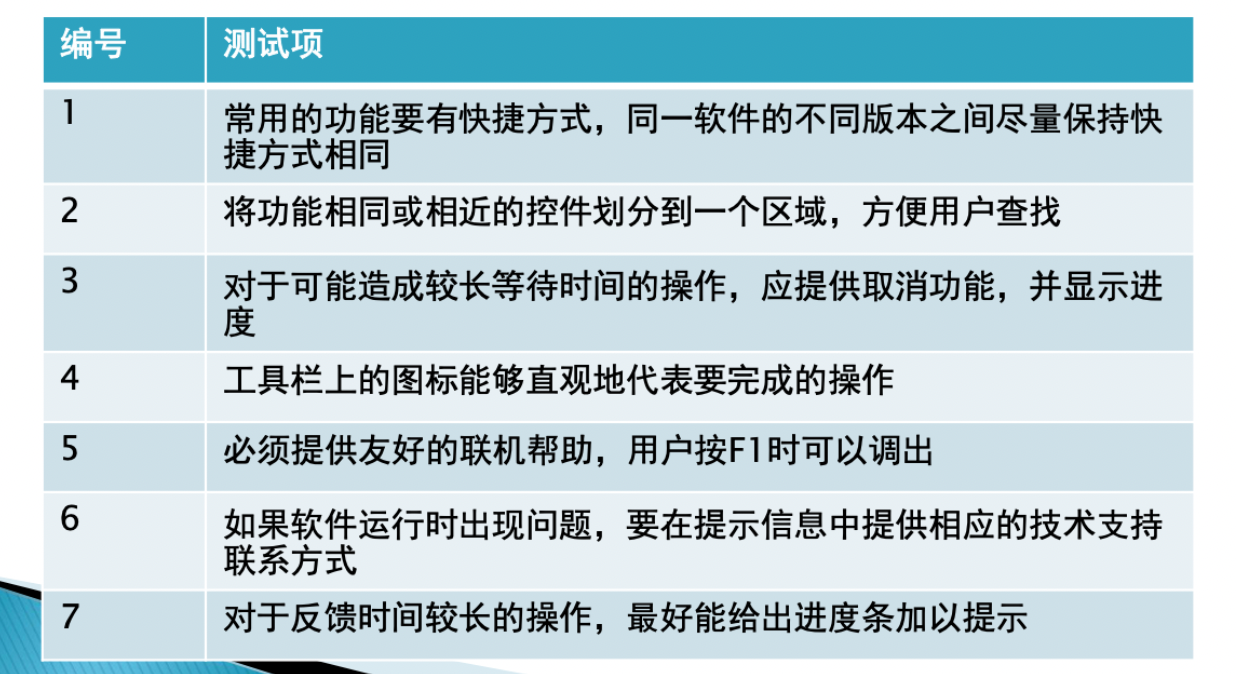 编号 测试项
1 常用的功能要有快捷方式，同一软件的不同版本之间尽量保持快
捷方式相同
2 将功能相同或相近的控件划分到一个区域，方便用户查找
3 对于可能造成较长等待时间的操作，应提供取消功能，并显示进
度
4 工具栏上的图标能够直观地代表要完成的操作
5 必须提供友好的联机帮助，用户按F1时可以调出
6 如果软件运行时出现问题，要在提示信息中提供相应的技术支持
联系方式
7 对于反馈时间较长的操作，最好能给出进度条加以提示